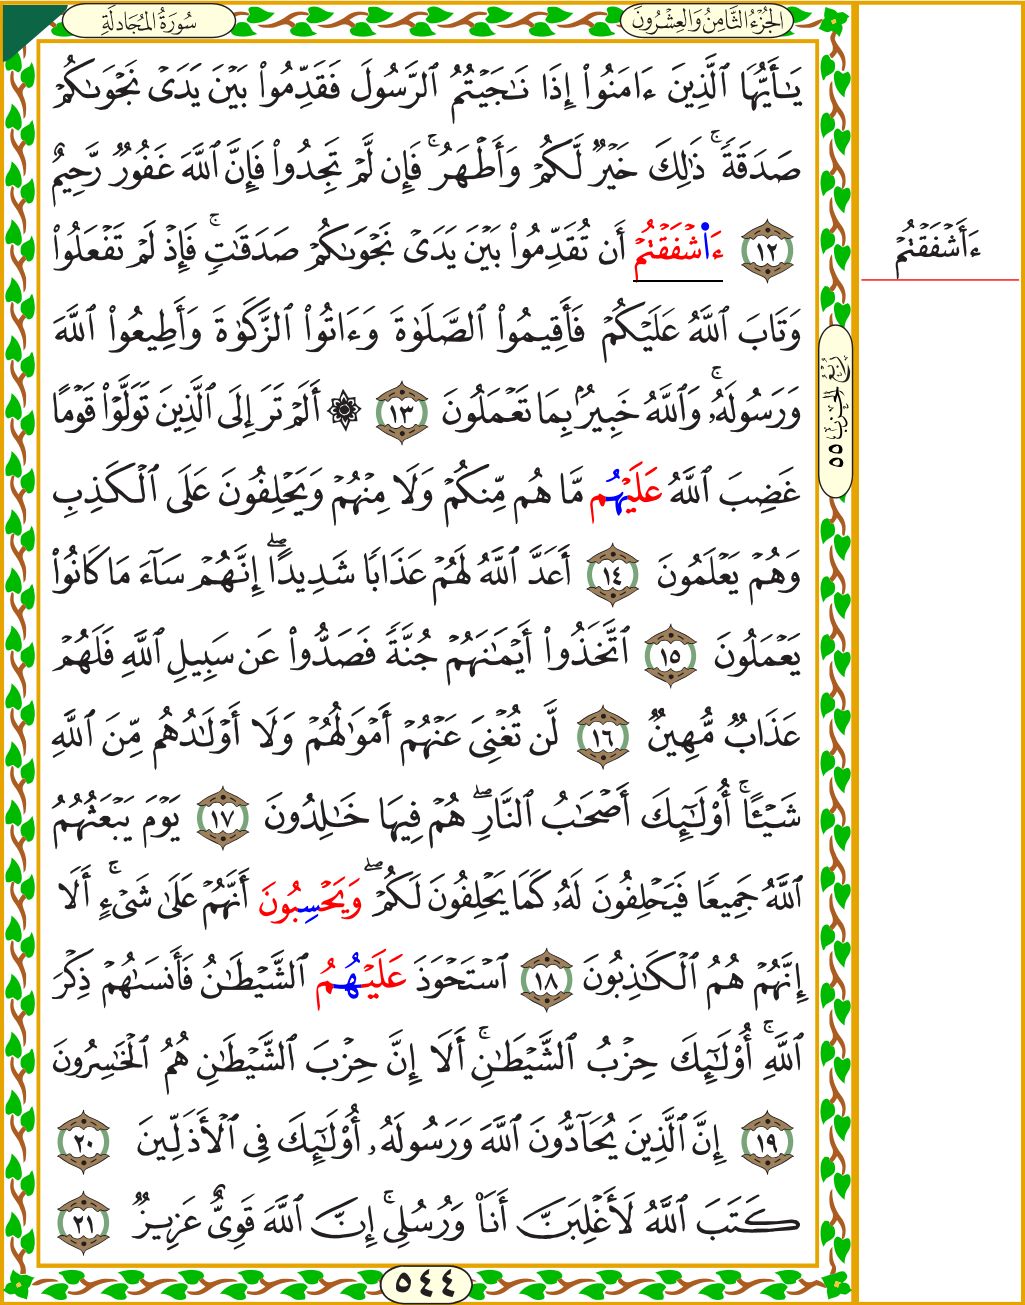 سُورَةُ المُجَادلَةِ
الجُزْءُ الثَّامِنُ وَالعِشْرُونَ
يَـٰٓأَيُّهَا ٱلَّذِينَ ءَامَنُوٓا۟ إِذَا نَـٰجَيْتُمُ ٱلرَّسُولَ فَقَدِّمُوا۟ بَيْنَ يَدَىْ نَجْوَىٰكُمْ
صَدَقَةً ۚ ذَٰلِكَ خَيْرٌ لَّكُمْ وَأَطْهَرُ ۚ فَإِن لَّمْ تَجِدُوا۟ فَإِنَّ ٱللَّهَ غَفُورٌ رَّحِيمٌ
١٢ ءَاشْفَقْتُمْ أَن تُقَدِّمُوا۟ بَيْنَ يَدَىْ نَجْوَىٰكُمْ صَدَقَـٰتٍ ۚ فَإِذْ لَمْ تَفْعَلُوا۟
ءَأَشْفَقْتُمْ
وَتَابَ ٱللَّهُ عَلَيْكُمْ فَأَقِيمُوا۟ ٱلصَّلَوٰةَ وَءَاتُوا۟ ٱلزَّكَوٰةَ وَأَطِيعُوا۟ ٱللَّهَ
وَرَسُولَهُۥ ۚ وَٱللَّهُ خَبِيرٌۢ بِمَا تَعْمَلُونَ ١٣ ۞ أَلَمْ تَرَ إِلَى ٱلَّذِينَ تَوَلَّوْا۟ قَوْمًا
رُبْعُ الحِزْبِ ٥٥
غَضِبَ ٱللَّهُ عَلَيْهُم مَّا هُم مِّنكُمْ وَلَا مِنْهُمْ وَيَحْلِفُونَ عَلَى ٱلْكَذِبِ
وَهُمْ يَعْلَمُونَ ١٤ أَعَدَّ ٱللَّهُ لَهُمْ عَذَابًا شَدِيدًا ۖ إِنَّهُمْ سَآءَ مَا كَانُوا۟
يَعْمَلُونَ ١٥ ٱتَّخَذُوٓا۟ أَيْمَـٰنَهُمْ جُنَّةً فَصَدُّوا۟ عَن سَبِيلِ ٱللَّهِ فَلَهُمْ
عَذَابٌ مُّهِينٌ ١٦ لَّن تُغْنِىَ عَنْهُمْ أَمْوَٰلُهُمْ وَلَآ أَوْلَـٰدُهُم مِّنَ ٱللَّهِ
شَيْـًٔا ۚ أُو۟لَـٰٓئِكَ أَصْحَـٰبُ ٱلنَّارِ ۖ هُمْ فِيهَا خَـٰلِدُونَ ١٧ يَوْمَ يَبْعَثُهُمُ
ٱللَّهُ جَمِيعًا فَيَحْلِفُونَ لَهُۥ كَمَا يَحْلِفُونَ لَكُمْ ۖ وَيَحْسِبُونَ أَنَّهُمْ عَلَىٰ شَىْءٍ ۚ أَلَآ
إِنَّهُمْ هُمُ ٱلْكَـٰذِبُونَ ١٨ ٱسْتَحْوَذَ عَلَيْهُمُ ٱلشَّيْطَـٰنُ فَأَنسَىٰهُمْ ذِكْرَ
ٱللَّهِ ۚ أُو۟لَـٰٓئِكَ حِزْبُ ٱلشَّيْطَـٰنِ ۚ أَلَآ إِنَّ حِزْبَ ٱلشَّيْطَـٰنِ هُمُ ٱلْخَـٰسِرُونَ
١٩ إِنَّ ٱلَّذِينَ يُحَآدُّونَ ٱللَّهَ وَرَسُولَهُۥٓ أُو۟لَـٰٓئِكَ فِى ٱلْأَذَلِّينَ ٢٠
كَتَبَ ٱللَّهُ لَأَغْلِبَنَّ أَنَا۠ وَرُسُلِىٓ ۚ إِنَّ ٱللَّهَ قَوِىٌّ عَزِيزٌ ٢١
٥٤٤